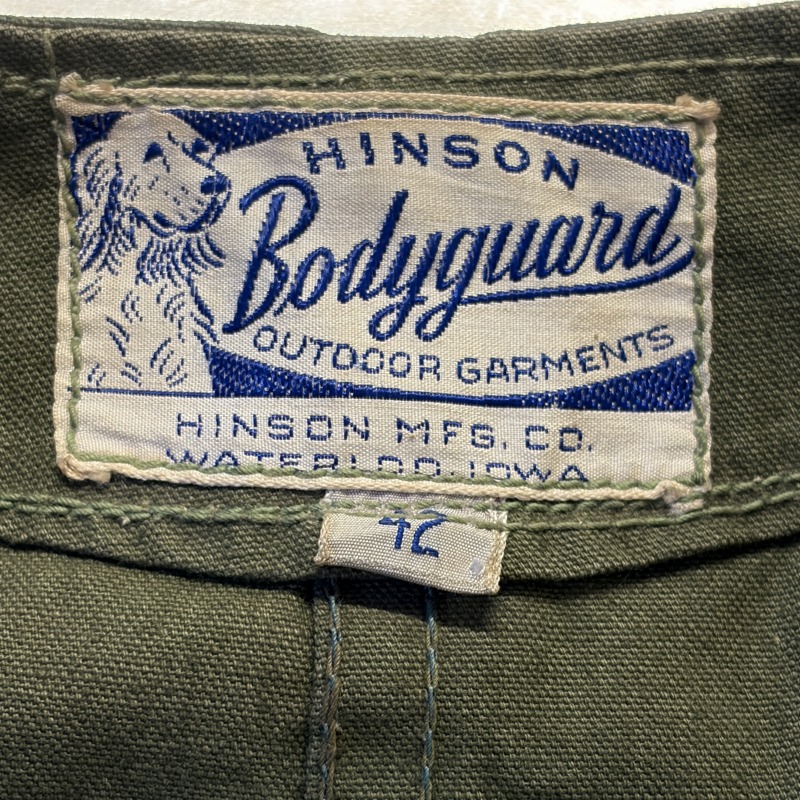 HINSON
Bodyguard
OUTDOOR GARMENTS
HINSON MFG. CO.
WATERLOO, IOWA
42